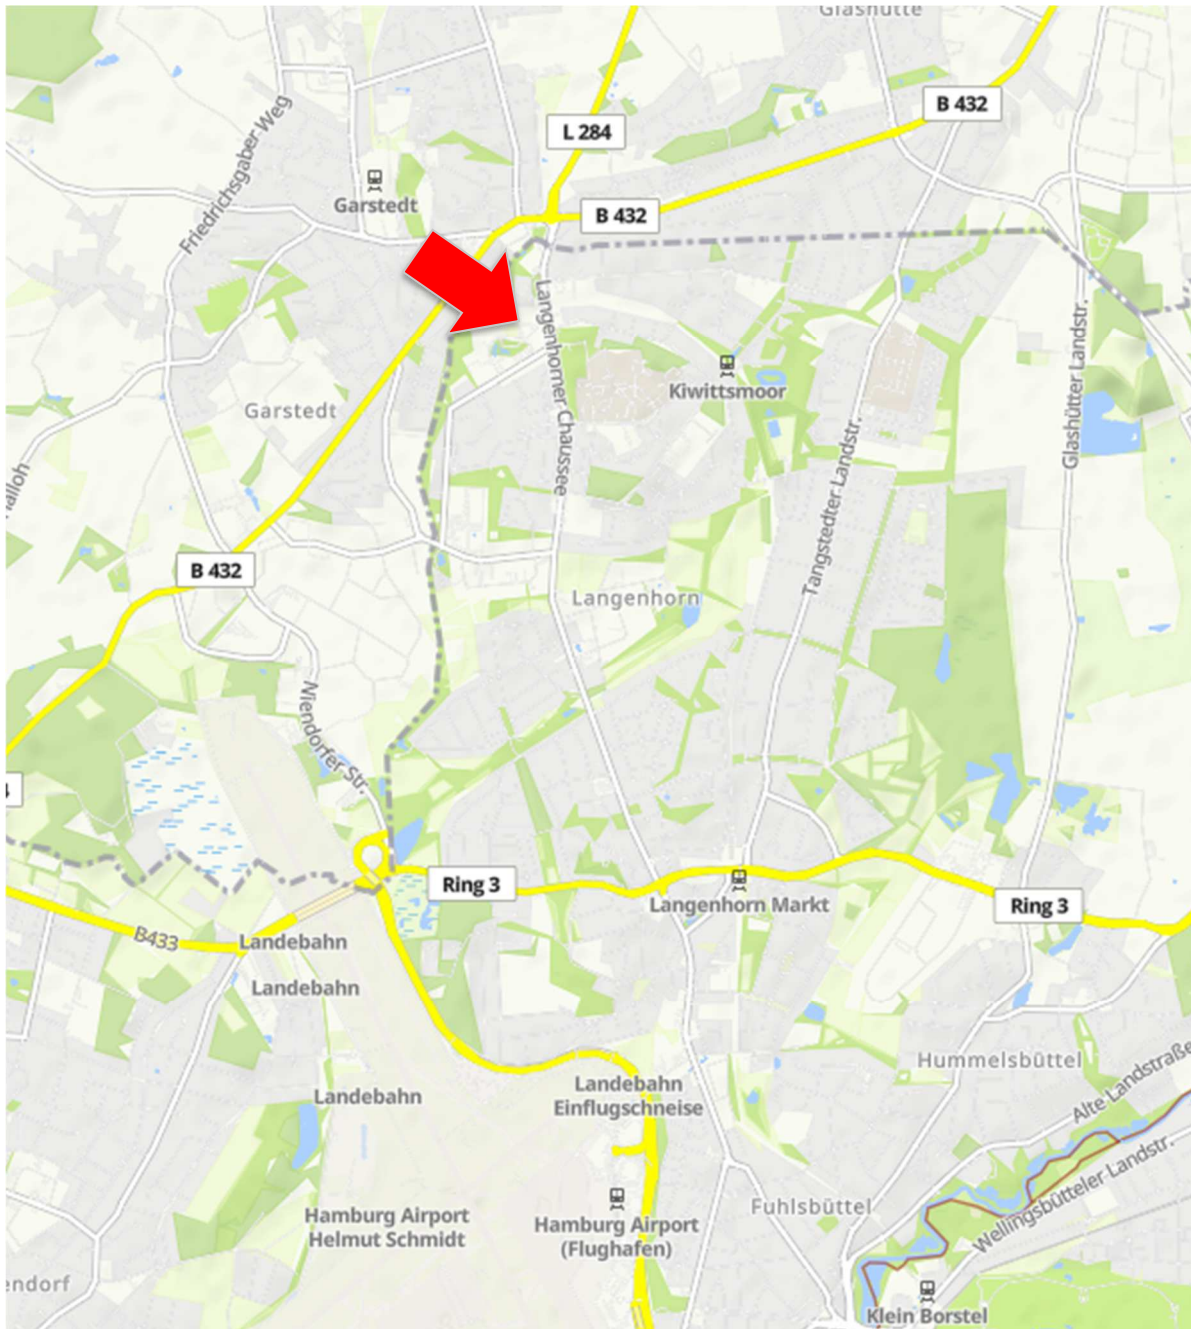 Glashütte
B 432
L 284
Friedrichsgaber Weg
Garstedt
B 432
Langenhorner Chaussee
Glashütter Landstr.
Kiwittsmoor
Garstedt
Tangstedter Landstr.
B 432
Langenhorn
Niendorfer Str.
Ring 3
Langenhorn Markt
Ring 3
B433
Landebahn
Landebahn
Hummelsbüttel
Alte Landstraße
Landebahn
Landebahn
Einflugschneise
Wellingsbütteler Landstr.
Fuhlsbüttel
Hamburg Airport
Helmut Schmidt
Hamburg Airport
(Flughafen)
endorf
Klein Borstel